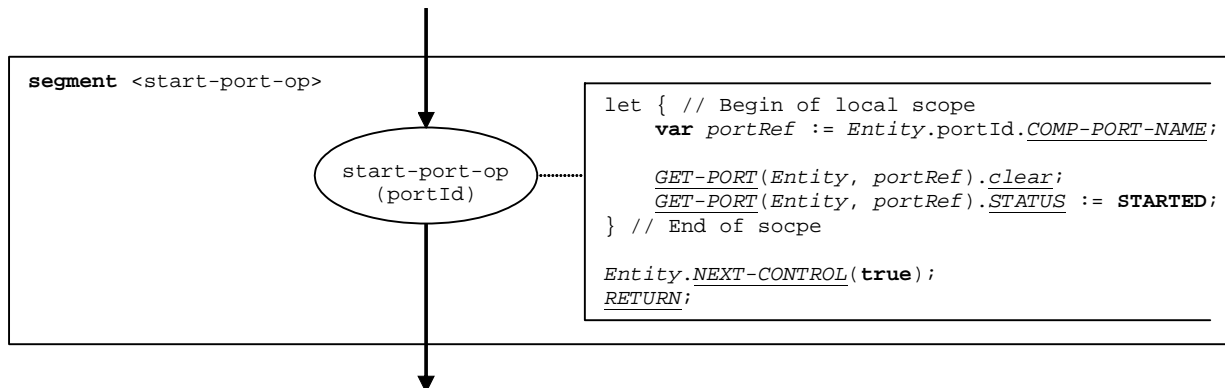 segment <start-port-op>
start-port-op
(portId)
let { // Begin of local scope
var portRef := Entity.portId.COMP-PORT-NAME;
GET-PORT(Entity, portRef).clear;
GET-PORT(Entity, portRef).STATUS := STARTED;
} // End of socpe
Entity.NEXT-CONTROL(true);
RETURN;